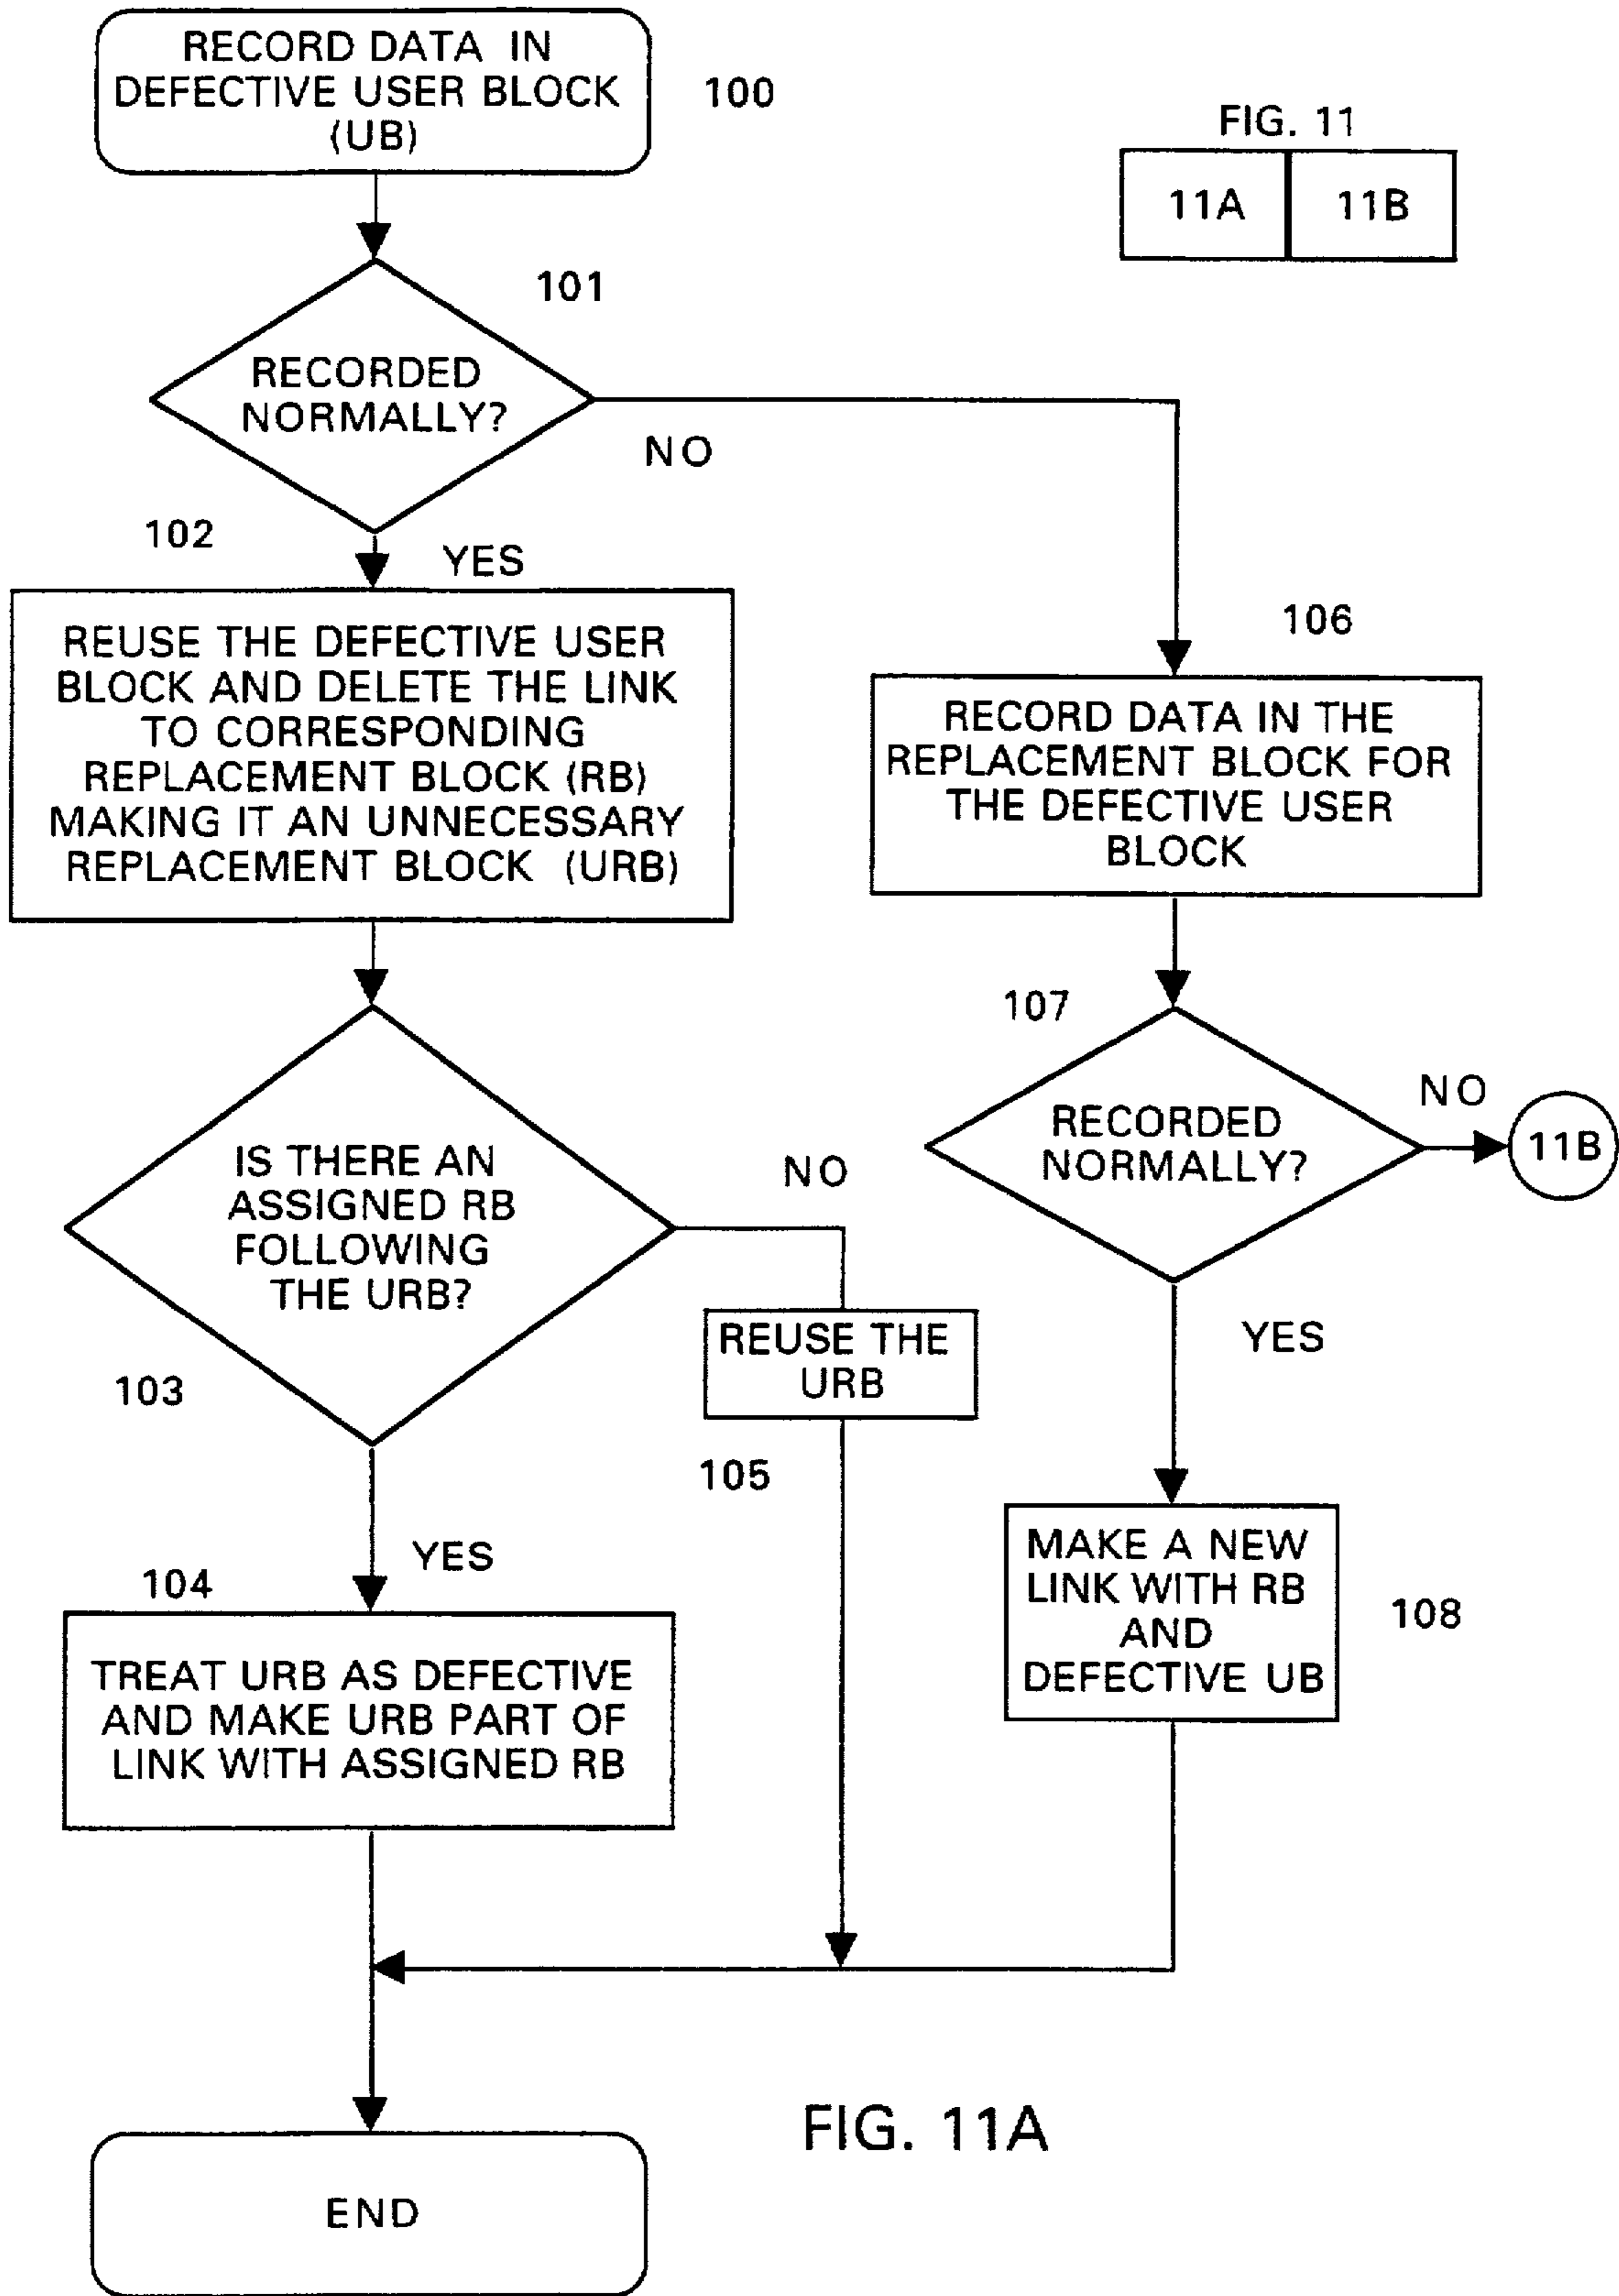 RECORD DATA IN
DEFECTIVE USER BLOCK
(UB)
100
FIG. 11
11A
11B
101
RECORDED
NORMALLY?
NO
102
YES
REUSE THE DEFECTIVE USER
BLOCK AND DELETE THE LINK
TO CORRESPONDING
REPLACEMENT BLOCK (RB)
MAKING IT AN UNNECESSARY
REPLACEMENT BLOCK (URB)
106
RECORD DATA IN THE
REPLACEMENT BLOCK FOR
THE DEFECTIVE USER
BLOCK
107
RECORDED
NORMALLY?
NO
11B
IS THERE AN
ASSIGNED RB
FOLLOWING
THE URB?
NO
103
REUSE THE
URB
105
YES
YES
104
TREAT URB AS DEFECTIVE
AND MAKE URB PART OF
LINK WITH ASSIGNED RB
MAKE A NEW
LINK WITH RB
AND
DEFECTIVE UB
108
FIG. 11A
END